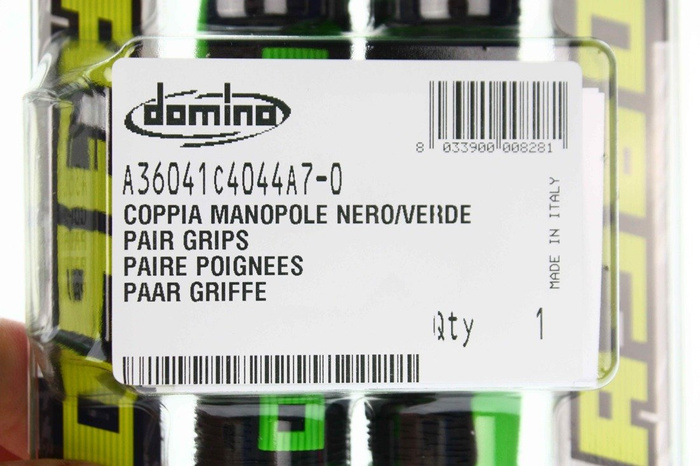 domino
8 033900 008281
A36041C4044A7-0
COPPIA MANOPOLE NERO/VERDE
PAIR GRIPS
PAIRE POIGNEES
PAAR GRIFFE
MADE IN ITALY
Qty 1